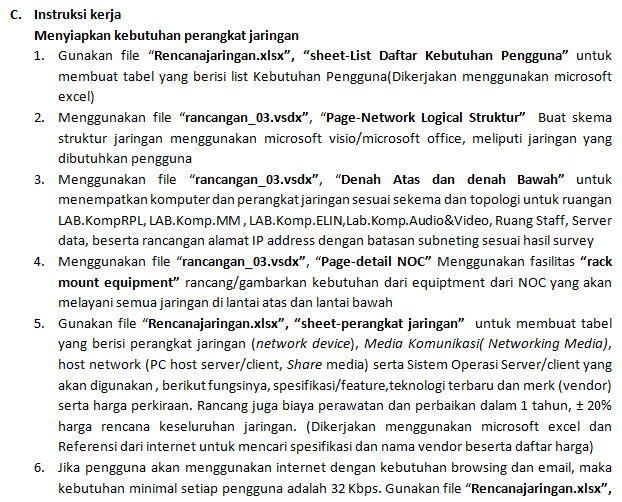 C. Instruksi kerja
Menyiapkan kebutuhan perangkat jaringan
1. Gunakan file “Rencanajaringan.xlsx”, “sheet-List Daftar Kebutuhan Pengguna” untuk
membuat tabel yang berisi list Kebutuhan Pengguna(Dikerjakan menggunakan microsoft
excel)
2. Menggunakan file “rancangan_03.vsdx”, “Page-Network Logical Struktur” Buat skema
struktur jaringan menggunakan microsoft visio/microsoft office, meliputi jaringan yang
dibutuhkan pengguna
3. Menggunakan file “rancangan_03.vsdx”, “Denah Atas dan denah Bawah” untuk
menempatkan komputer dan perangkat jaringan sesuai sekema dan topologi untuk ruangan
LAB.KompRPL, LAB.Komp.MM , LAB.Komp.ELIN,Lab.Komp.Audio&Video, Ruang Staff, Server
data, beserta rancangan alamat IP address dengan batasan subneting sesuai hasil survey
4. Menggunakan file “rancangan_03.vsdx”, “Page-detail NOC” Menggunakan fasilitas “rack
mount equipment” rancang/gambarkan kebutuhan dari equiptment dari NOC yang akan
melayani semua jaringan di lantai atas dan lantai bawah
5. Gunakan file “Rencanajaringan.xlsx”, “sheet-perangkat jaringan” untuk membuat tabel
yang berisi perangkat jaringan (network device), Media Komunikasi( Networking Media),
host network (PC host server/client, Share media) serta Sistem Operasi Server/client yang
akan digunakan , berikut fungsinya, spesifikasi/feature,teknologi terbaru dan merk (vendor)
serta harga perkiraan. Rancang juga biaya perawatan dan perbaikan dalam 1 tahun, ± 20%
harga rencana keseluruhan jaringan. (Dikerjakan menggunakan microsoft excel dan
Referensi dari internet untuk mencari spesifikasi dan nama vendor beserta daftar harga)
6. Jika pengguna akan menggunakan internet dengan kebutuhan browsing dan email, maka
kebutuhan minimal setiap pengguna adalah 32 Kbps. Gunakan file “Rencanajaringan.xlsx”,